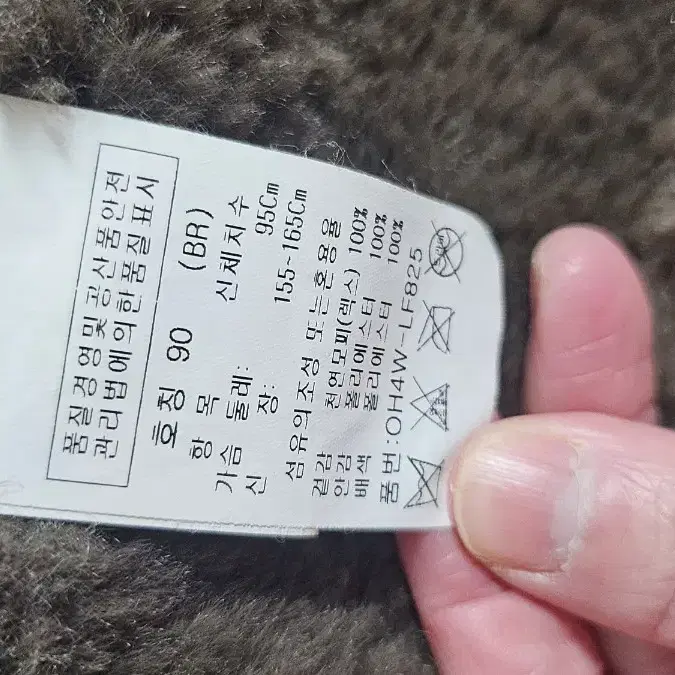 품질경영및 공산품안전
관리법에의한품질표시
호칭 90 (BR)
항 목 신체치수
가슴 둘레: 95Cm
신 장: 155-165Cm
섬유의조성 또는혼용율
겉감 천연모피(렉스) 100%
안감 폴리에스터 100%
배색 폴리에스터 100%
품번:OH4W-LF825